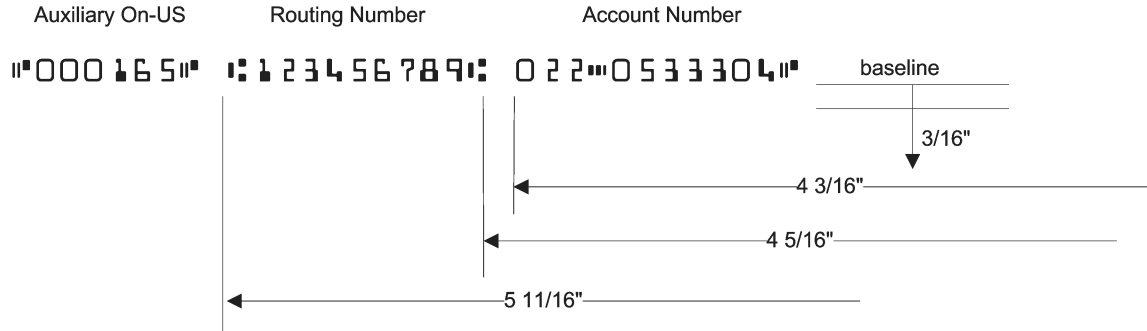 Auxiliary On-US Routing Number Account Number
⑈000165⑈ ⑆123456789⑆ 022⑉0533304⑈ baseline
3/16"
4 3/16"
4 5/16"
5 11/16"